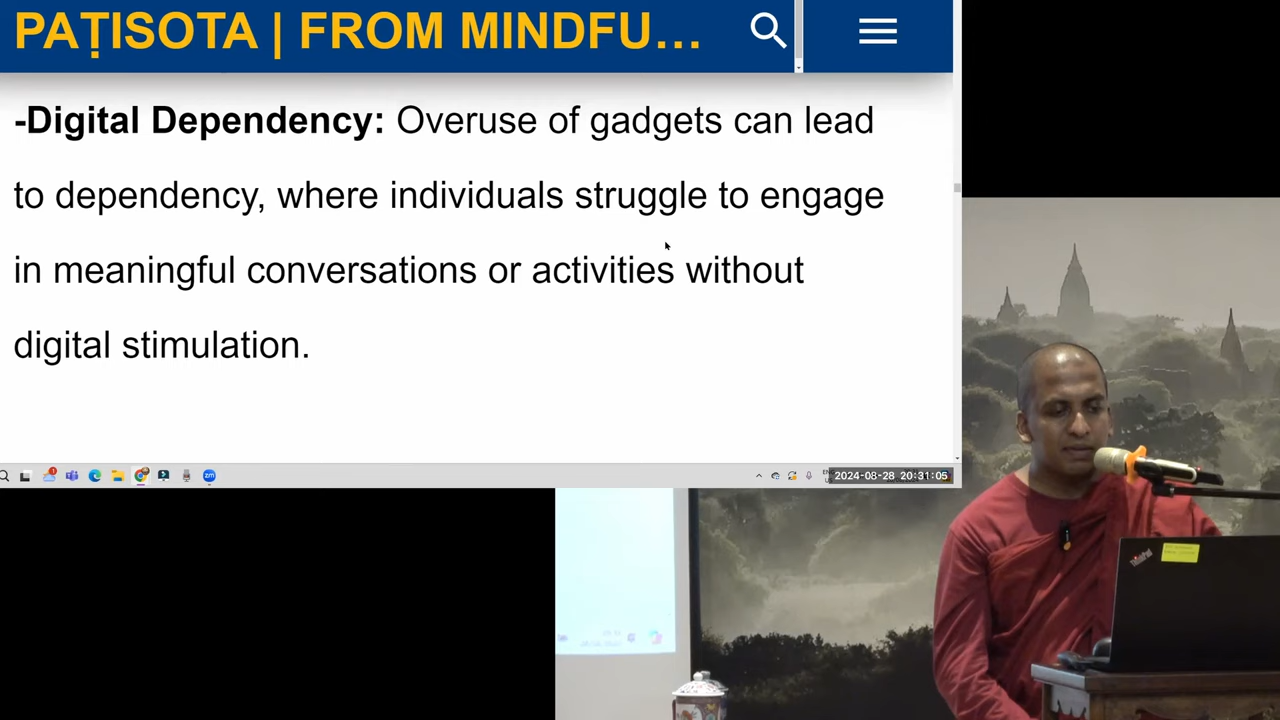 PAṬISOTA | FROM MINDFU...
-Digital Dependency: Overuse of gadgets can lead
to dependency, where individuals struggle to engage
in meaningful conversations or activities without
digital stimulation.
2024-08-28 20:31:05